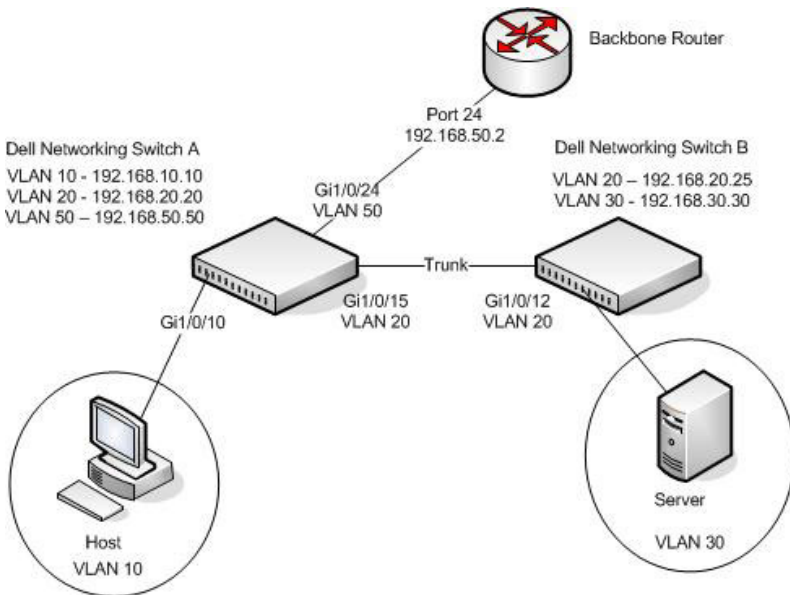 Backbone Router
Port 24
192.168.50.2
Dell Networking Switch A
VLAN 10 - 192.168.10.10
VLAN 20 - 192.168.20.20
VLAN 50 – 192.168.50.50
Dell Networking Switch B
VLAN 20 – 192.168.20.25
VLAN 30 - 192.168.30.30
Gi1/0/24
VLAN 50
Trunk
Gi1/0/10
Gi1/0/15
VLAN 20
Gi1/0/12
VLAN 20
Host
VLAN 10
Server
VLAN 30